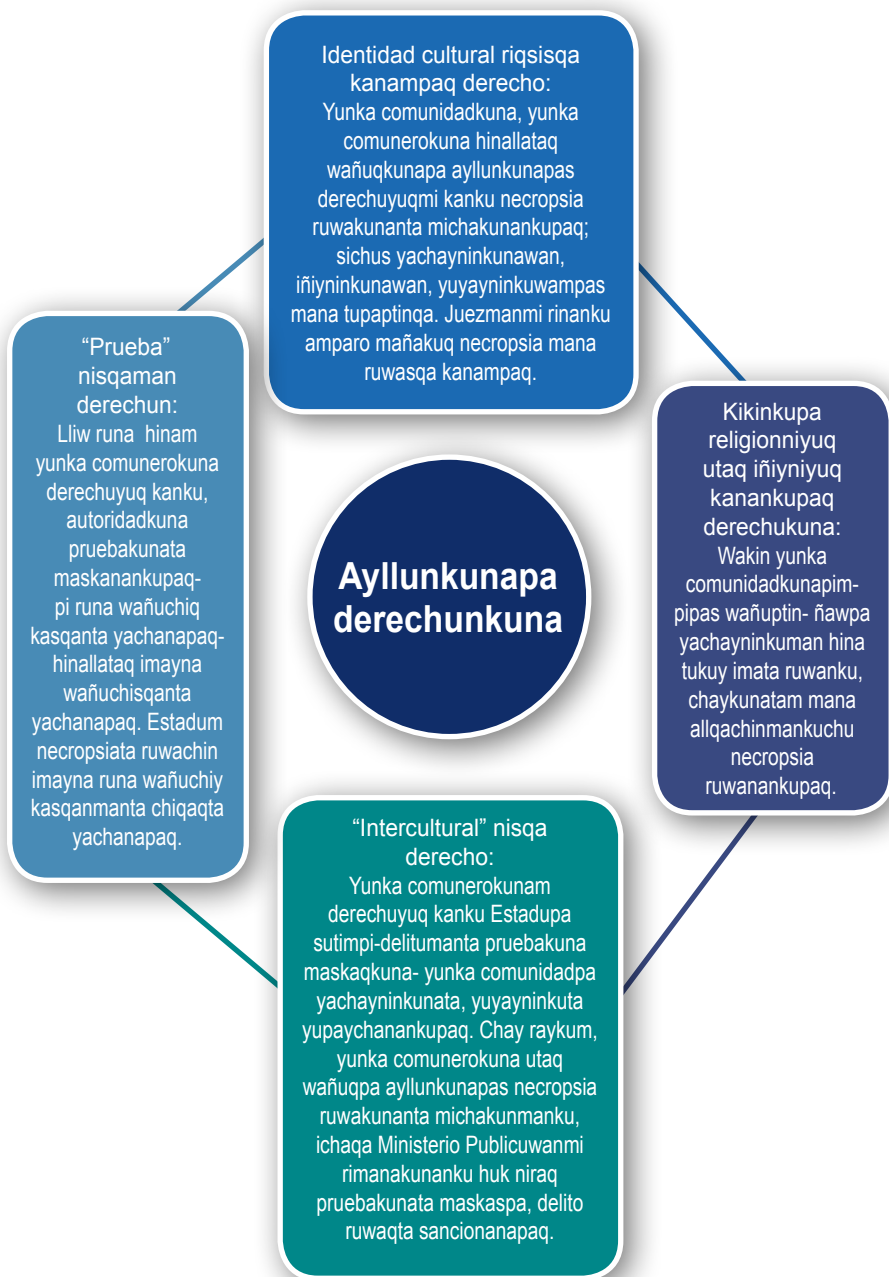 Identidad cultural riqsisqa
kanampaq derecho:
Yunka comunidadkuna, yunka
comunerokuna hinallataq
wañuqkunapa ayllunkunapas
derechuyuqmi kanku necropsia
ruwakunanta michakunankupaq;
sichus yachayninkunawan,
iñiyninkunawan, yuyayninkuwampas
mana tupaptinqa. Juezmanmi rinanku
amparo mañakuq necropsia mana
ruwasqa kanampaq.
“Prueba”
nisqaman
derechun:
Lliw runa hinam
yunka comunerokuna
derechuyuq kanku,
autoridadkuna
pruebakunata
maskanankupaq-
pi runa wañuchiq
kasqanta yachanapaq-
hinallataq imayna
wañuchisqanta
yachanapaq. Estadum
necropsiata ruwachin
imayna runa wañuchiy
kasqanmanta chiqaqta
yachanapaq.
Ayllunkunapa
derechunkuna
Kikinkupa
religionniyuq
utaq iñiyniyuq
kanankupaq
derechukuna:
Wakin yunka
comunidadkunapim-
pipas wañuptin- ñawpa
yachayninkuman hina
tukuy imata ruwanku,
chaykunatam mana
allqachinmankuchu
necropsia
ruwanankupaq.
“Intercultural” nisqa
derecho:
Yunka comunerokunam
derechuyuq kanku Estadupa
sutimpi-delitumanta pruebakuna
maskaqkuna- yunka comunidadpa
yachayninkunata, yuyayninkuta
yupaychanankupaq. Chay raykum,
yunka comunerokuna utaq
wañuqpa ayllunkunapas necropsia
ruwakunanta michakunmanku,
ichaqa Ministerio Publicuwanmi
rimanakunanku huk niraq
pruebakunata maskaspa, delito
ruwaqta sancionanapaq.